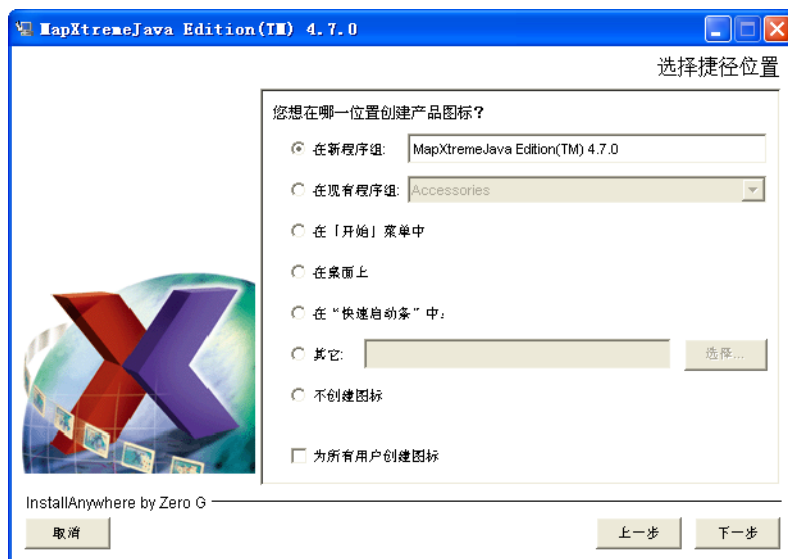 MapXtremeJava Edition(TM) 4.7.0
选择捷径位置
您想在哪一位置创建产品图标？
在新程序组: MapXtremeJava Edition(TM) 4.7.0
在现有程序组: Accessories
在「开始」菜单中
在桌面上
在“快速启动条”中：
其它: 选择...
不创建图标
为所有用户创建图标
InstallAnywhere by Zero G
取消 上一步 下一步